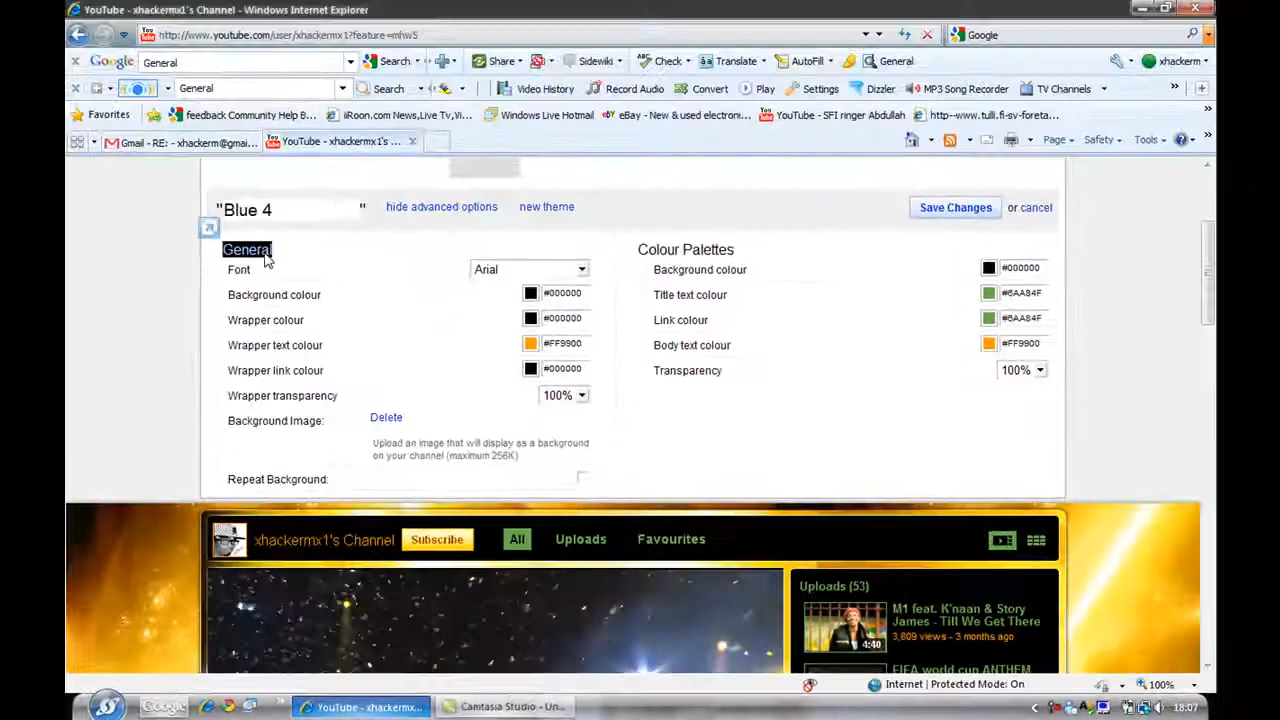 YouTube - xhackermx1's Channel - Windows Internet Explorer
http://www.youtube.com/user/xhackermx1?feature=mhw5
Google
Google General Search Share Sidewiki Check Translate AutoFill General xhackerm
General Search Video History Record Audio Convert Play Settings Dizzler MP3 Song Recorder TV Channels
Favorites feedback Community Help B... iiRoon.com News,Live Tv,Vi... Windows Live Hotmail eBay - New & used electroni... YouTube - SFI ringer Abdullah http--www.tulli.fi-sv-foreta...
Gmail - RE: - xhackerm@gmai... YouTube - xhackermx1's ... Page Safety Tools
"Blue 4 " hide advanced options new theme Save Changes or cancel
General Colour Palettes
Font Arial Background colour #000000
Background colour #000000 Title text colour #6AA84F
Wrapper colour #000000 Link colour #6AA84F
Wrapper text colour #FF9900 Body text colour #FF9900
Wrapper link colour #000000 Transparency 100%
Wrapper transparency 100%
Background Image: Delete
Upload an image that will display as a background
on your channel (maximum 256K)
Repeat Background:
xhackermx1's Channel Subscribe All Uploads Favourites
Uploads (53)
M1 feat. K'naan & Story
James - Till We Get There
3,809 views - 3 months ago
4:40
FIFA world cup ANTHEM
Internet | Protected Mode: On 100%
Google YouTube - xhackermx... Camtasia Studio - Un... 18:07